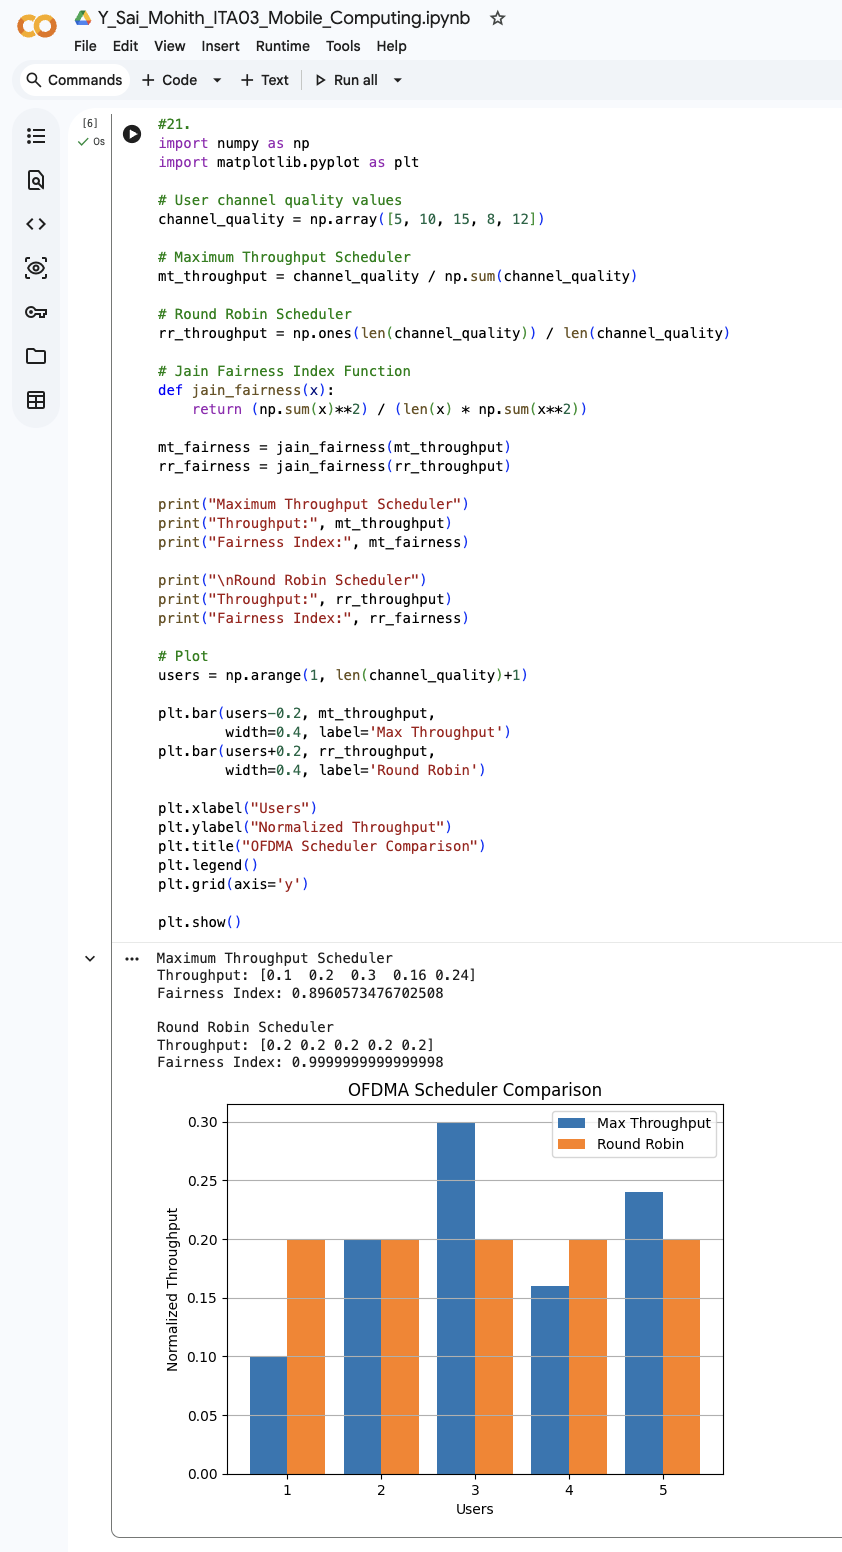 Y_Sai_Mohith_ITA03_Mobile_Computing.ipynb
File Edit View Insert Runtime Tools Help
Commands + Code + Text Run all
[6]
0s
#21.
import numpy as np
import matplotlib.pyplot as plt

# User channel quality values
channel_quality = np.array([5, 10, 15, 8, 12])

# Maximum Throughput Scheduler
mt_throughput = channel_quality / np.sum(channel_quality)

# Round Robin Scheduler
rr_throughput = np.ones(len(channel_quality)) / len(channel_quality)

# Jain Fairness Index Function
def jain_fairness(x):
    return (np.sum(x)**2) / (len(x) * np.sum(x**2))

mt_fairness = jain_fairness(mt_throughput)
rr_fairness = jain_fairness(rr_throughput)

print("Maximum Throughput Scheduler")
print("Throughput:", mt_throughput)
print("Fairness Index:", mt_fairness)

print("\nRound Robin Scheduler")
print("Throughput:", rr_throughput)
print("Fairness Index:", rr_fairness)

# Plot
users = np.arange(1, len(channel_quality)+1)

plt.bar(users-0.2, mt_throughput,
        width=0.4, label='Max Throughput')
plt.bar(users+0.2, rr_throughput,
        width=0.4, label='Round Robin')

plt.xlabel("Users")
plt.ylabel("Normalized Throughput")
plt.title("OFDMA Scheduler Comparison")
plt.legend()
plt.grid(axis='y')

plt.show()
Maximum Throughput Scheduler
Throughput: [0.1  0.2  0.3  0.16 0.24]
Fairness Index: 0.8960573476702508

Round Robin Scheduler
Throughput: [0.2 0.2 0.2 0.2 0.2]
Fairness Index: 0.9999999999999998
OFDMA Scheduler Comparison
Max Throughput
Round Robin
0.30
0.25
0.20
0.15
0.10
0.05
0.00
Normalized Throughput
1 2 3 4 5
Users